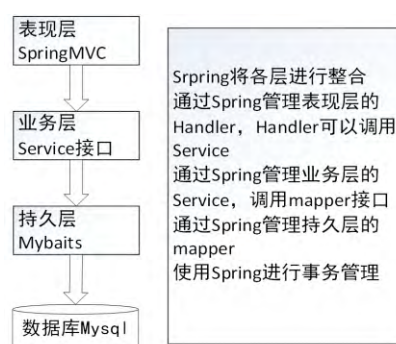 表现层
SpringMVC
业务层
Service接口
持久层
Mybaits
数据库Mysql
Srpring将各层进行整合
通过Spring管理表现层的
Handler，Handler可以调用
Service
通过Spring管理业务层的
Service，调用mapper接口
通过Spring管理持久层的
mapper
使用Spring进行事务管理